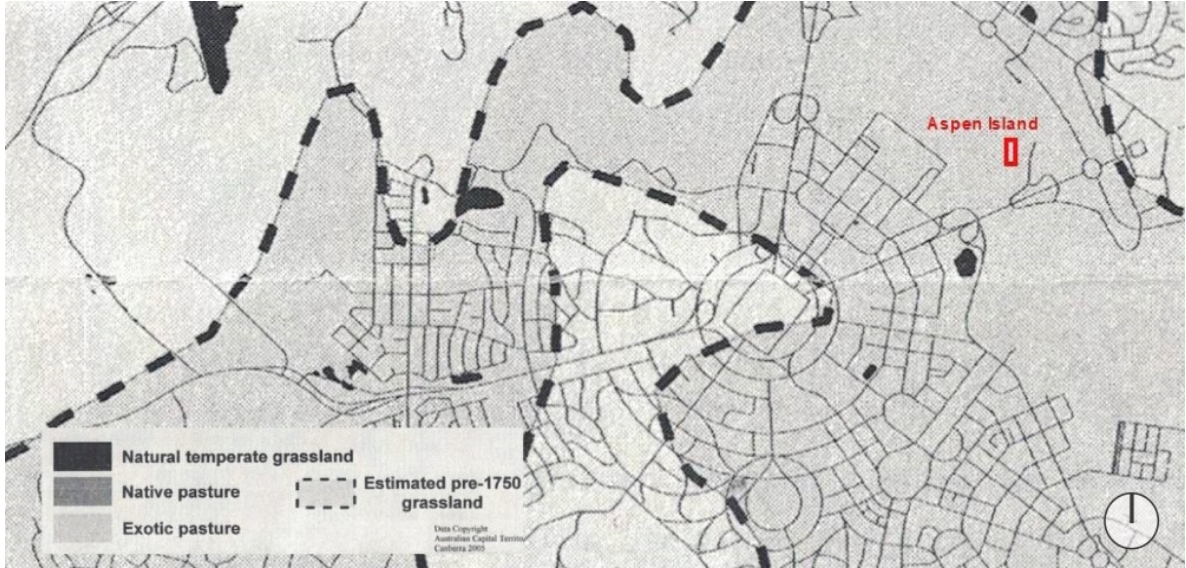 Aspen Island
Natural temperate grassland
Native pasture
Exotic pasture
Estimated pre-1750
grassland
Data Copyright
Australian Capital Territo
Canberra 2005